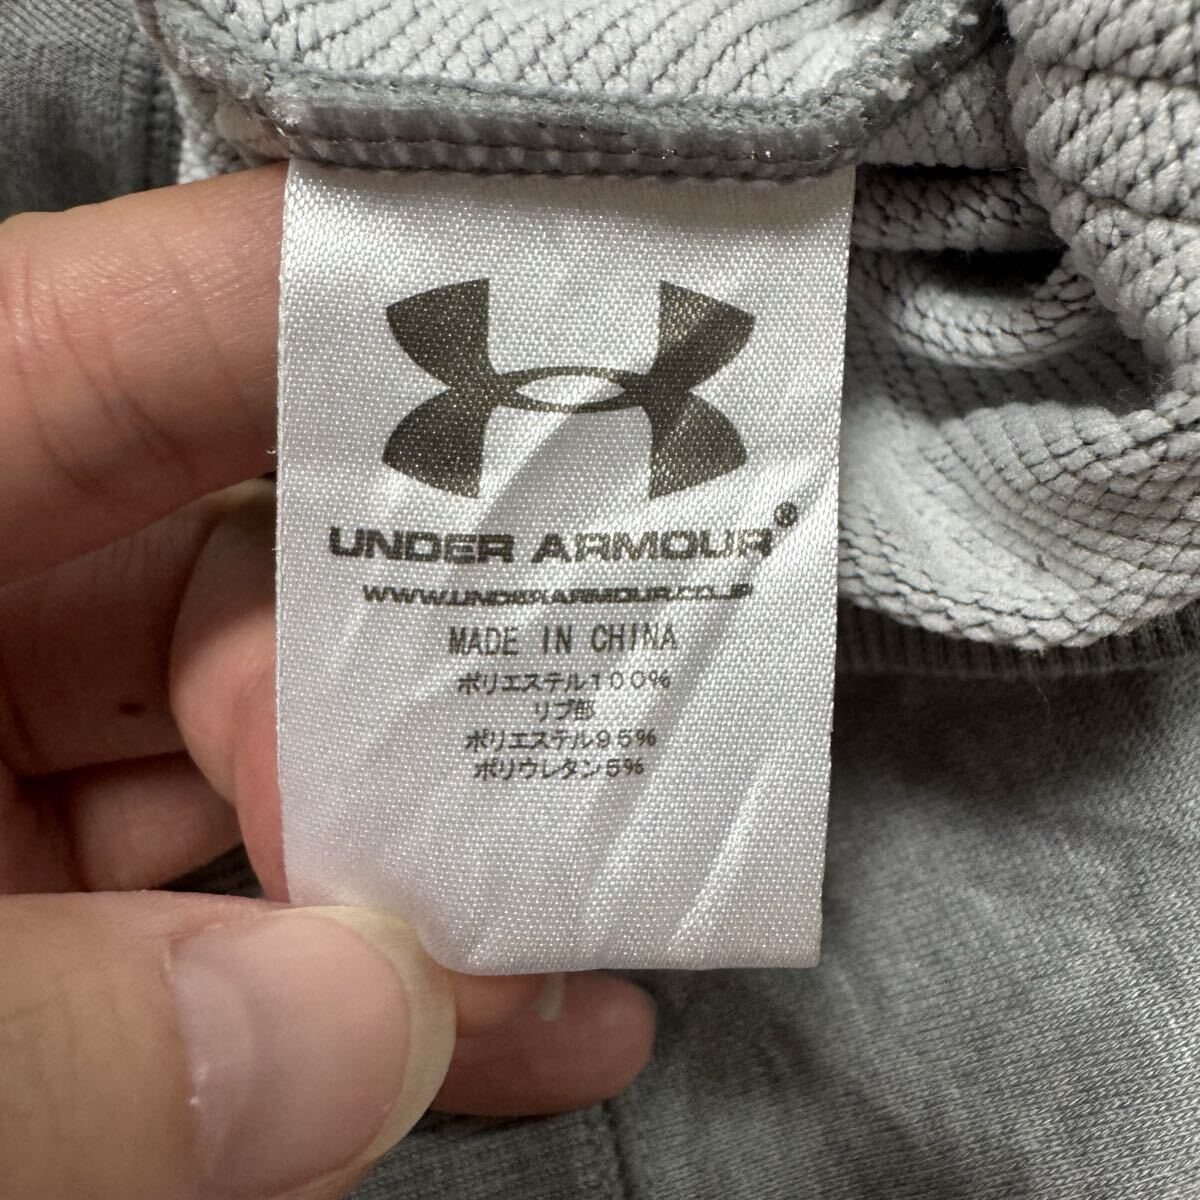 UNDER ARMOUR®
WWW.UNDERARMOUR.CO.JP
MADE IN CHINA
ポリエステル100%
リブ部
ポリエステル95%
ポリウレタン5%